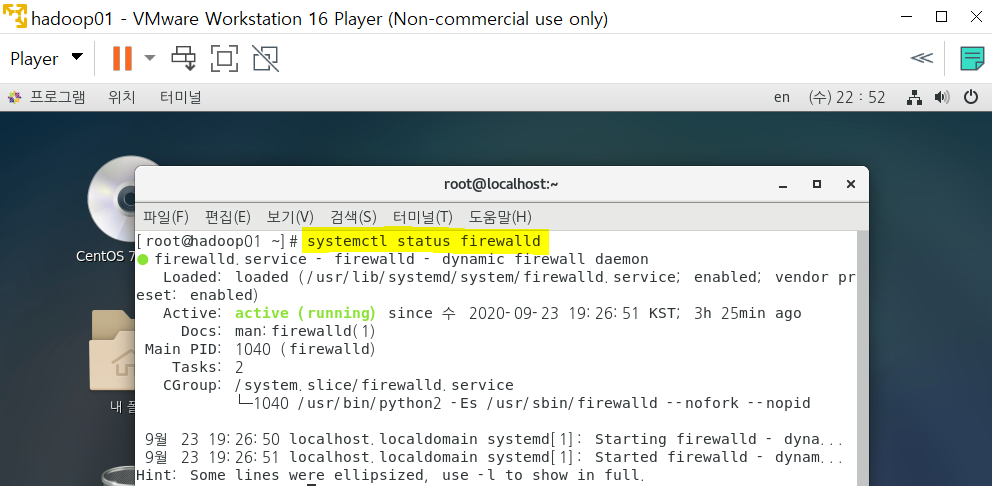 hadoop01 - VMware Workstation 16 Player (Non-commercial use only)
Player
프로그램 위치 터미널 en (수) 22 : 52
root@localhost:~
파일(F) 편집(E) 보기(V) 검색(S) 터미널(T) 도움말(H)
[root@hadoop01 ~]# systemctl status firewalld
● firewalld.service - firewalld - dynamic firewall daemon
Loaded: loaded (/usr/lib/systemd/system/firewalld.service; enabled; vendor pr
eset: enabled)
Active: active (running) since 수 2020-09-23 19:26:51 KST; 3h 25min ago
Docs: man:firewalld(1)
Main PID: 1040 (firewalld)
Tasks: 2
CGroup: /system.slice/firewalld.service
└─1040 /usr/bin/python2 -Es /usr/sbin/firewalld --nofork --nopid
9월 23 19:26:50 localhost.localdomain systemd[1]: Starting firewalld - dyna...
9월 23 19:26:51 localhost.localdomain systemd[1]: Started firewalld - dynam...
Hint: Some lines were ellipsized, use -l to show in full.
CentOS 7
내